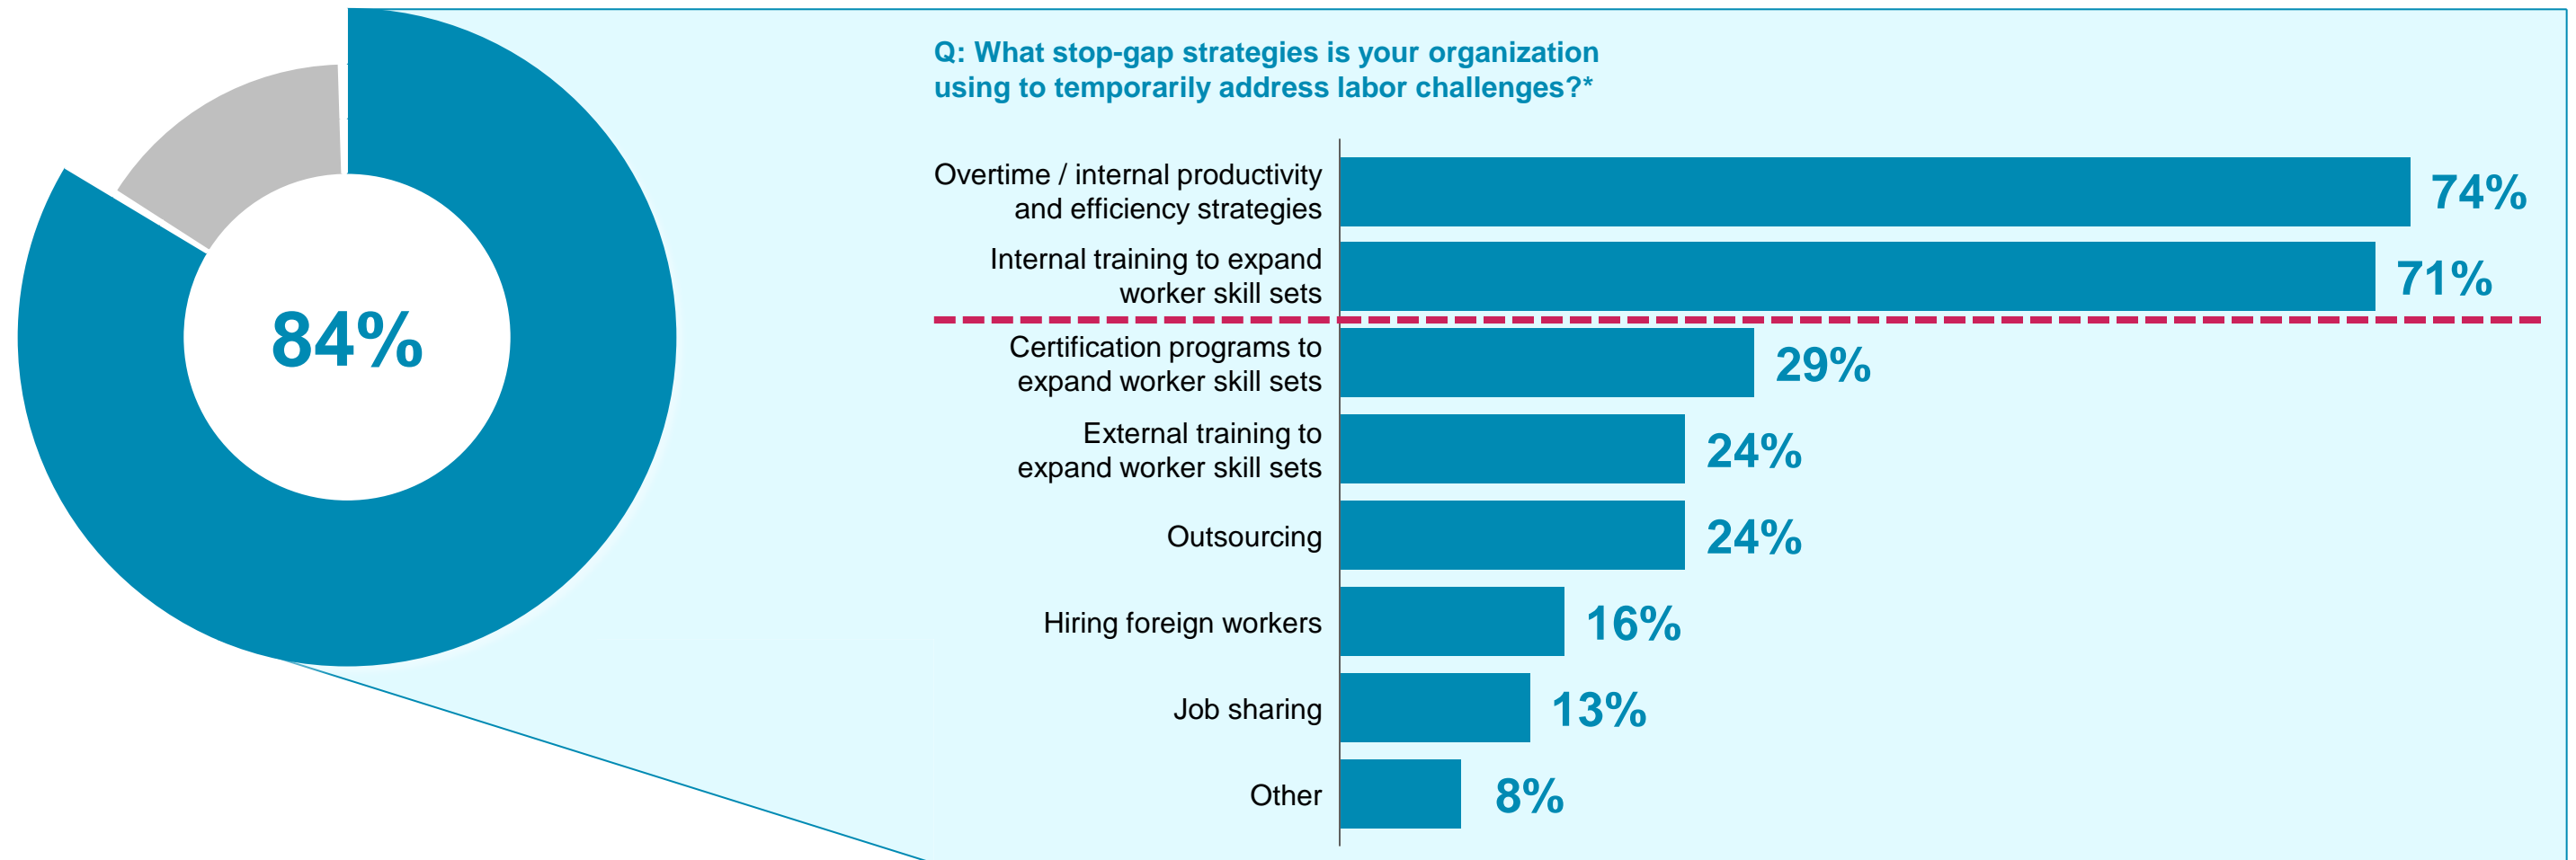 84%
Q: What stop-gap strategies is your organization
using to temporarily address labor challenges?*
Overtime / internal productivity
and efficiency strategies
74%
Internal training to expand
worker skill sets
71%
Certification programs to
expand worker skill sets
29%
External training to
expand worker skill sets
24%
Outsourcing
24%
Hiring foreign workers
16%
Job sharing
13%
Other
8%